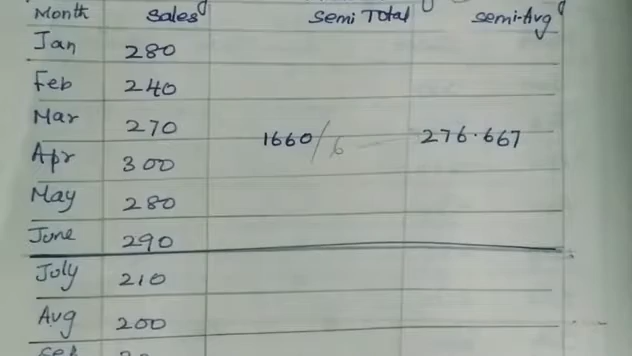 Month Sales Semi Total Semi-Avg
Jan 280
Feb 240
Mar 270 1660/6 276.667
Apr 300
May 280
June 290
July 210
Aug 200